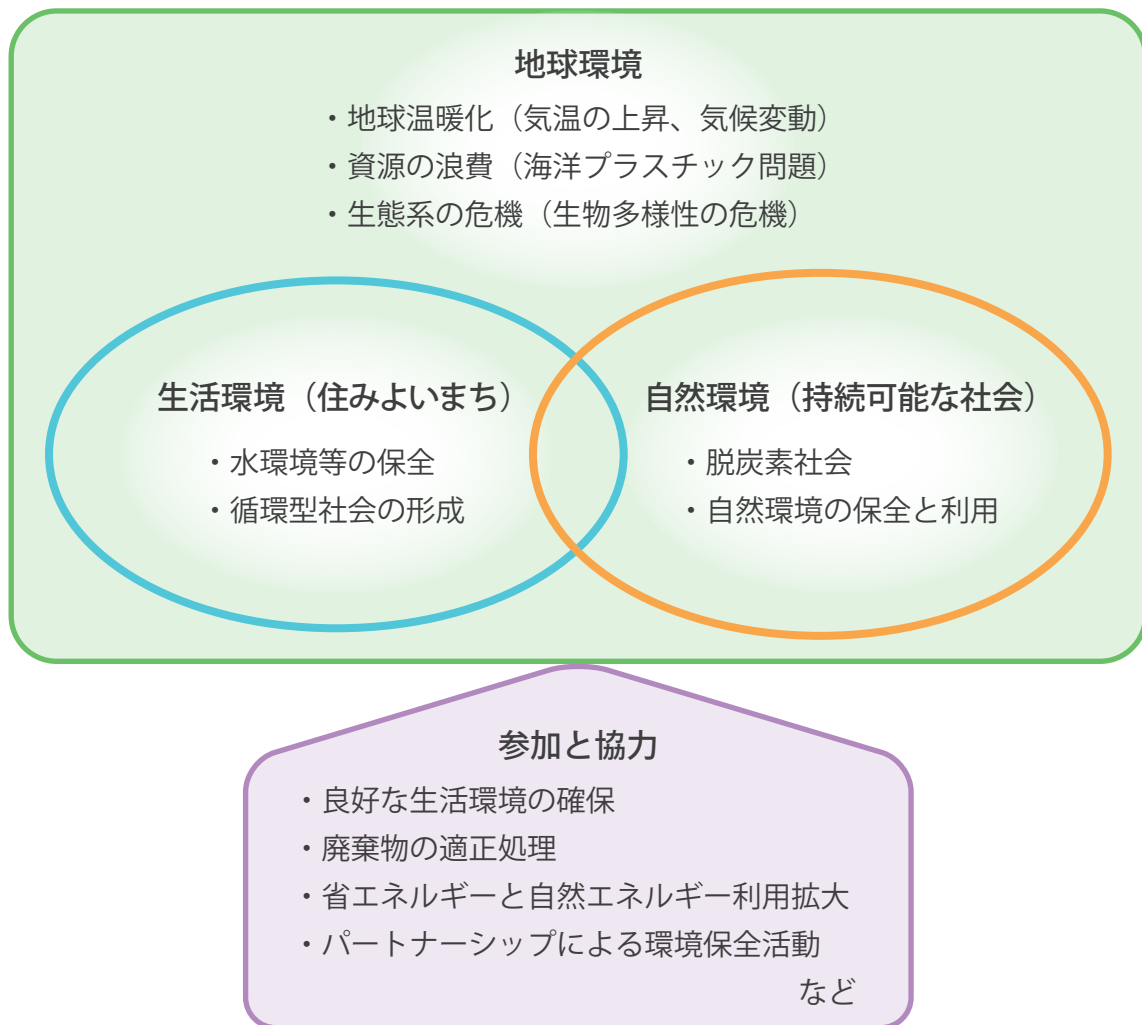 地球環境
・地球温暖化（気温の上昇、気候変動）
・資源の浪費（海洋プラスチック問題）
・生態系の危機（生物多様性の危機）
生活環境（住みよいまち）
・水環境等の保全
・循環型社会の形成
自然環境（持続可能な社会）
・脱炭素社会
・自然環境の保全と利用
参加と協力
・良好な生活環境の確保
・廃棄物の適正処理
・省エネルギーと自然エネルギー利用拡大
・パートナーシップによる環境保全活動
など